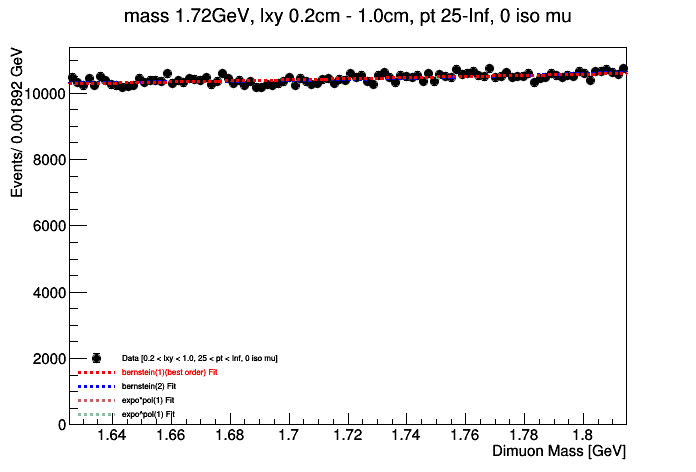 mass 1.72GeV, lxy 0.2cm - 1.0cm, pt 25-Inf, 0 iso mu
Events/ 0.001892 GeV
10000
8000
6000
4000
2000
0
Data [0.2 < lxy < 1.0, 25 < pt < Inf, 0 iso mu]
bernstein(1)(best order) Fit
bernstein(2) Fit
expo*pol(1) Fit
expo^pol(1) Fit
1.64 1.66 1.68 1.7 1.72 1.74 1.76 1.78 1.8
Dimuon Mass [GeV]